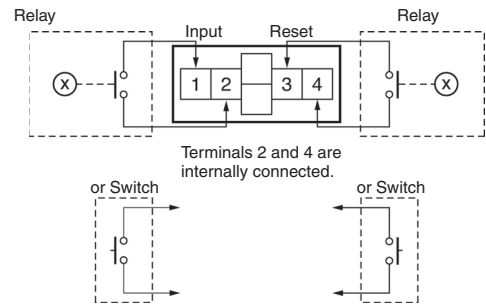 Relay
Relay
Input
Reset
X
1
2
3
4
X
Terminals 2 and 4 are
internally connected.
or Switch
or Switch